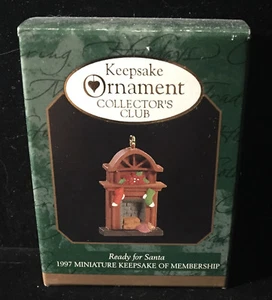 Keepsake
Ornament
COLLECTOR'S
CLUB
Ready for Santa
1997 MINIATURE KEEPSAKE OF MEMBERSHIP